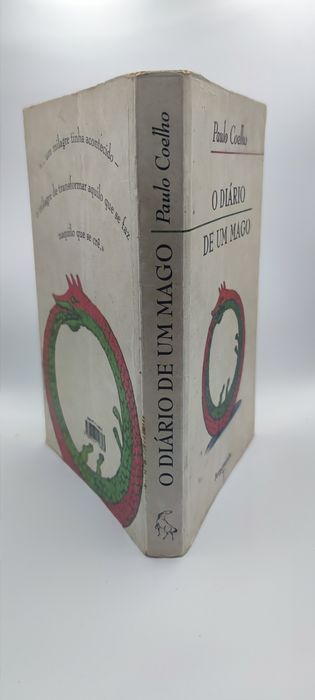 «... um milagre tinha acontecido –
o milagre de transformar aquilo que se faz
naquilo que se crê.»
O DIÁRIO DE UM MAGO Paulo Coelho
Paulo Coelho
O DIÁRIO
DE UM MAGO